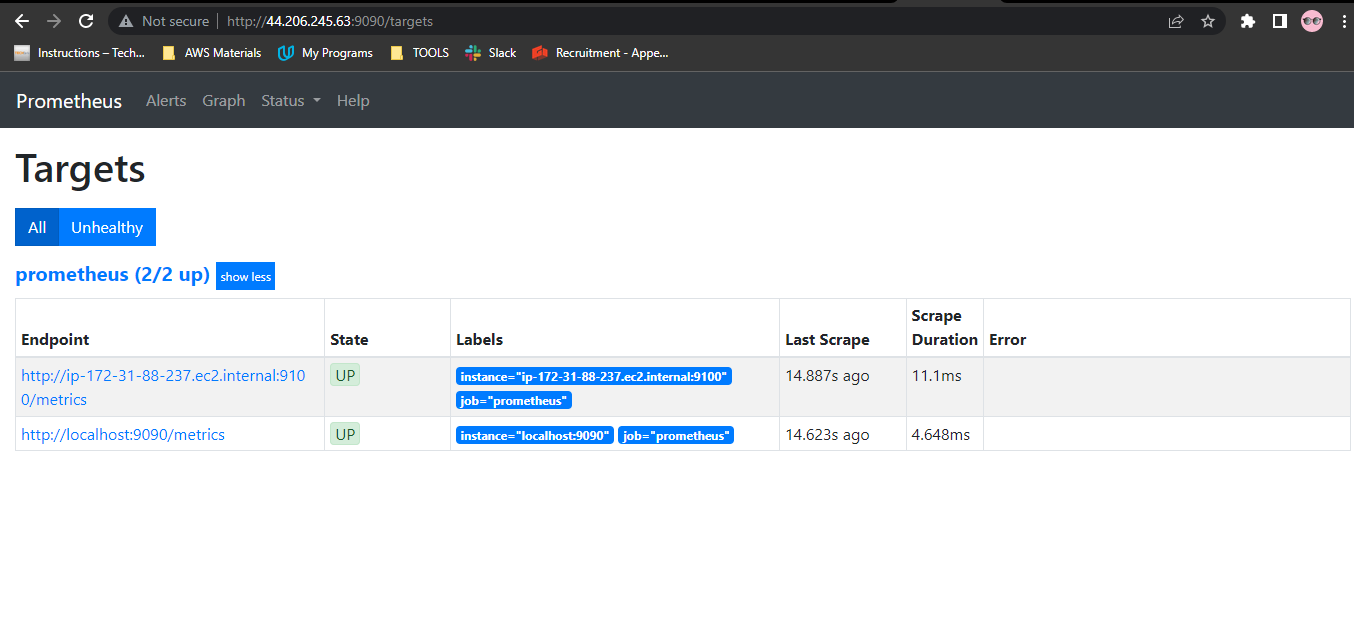 Not secure | http://44.206.245.63:9090/targets
Instructions – Tech... AWS Materials My Programs TOOLS Slack Recruitment - Appe...
Prometheus Alerts Graph Status Help
Targets
All Unhealthy
prometheus (2/2 up) show less
Scrape
Endpoint State Labels Last Scrape Duration Error
http://ip-172-31-88-237.ec2.internal:910 UP instance="ip-172-31-88-237.ec2.internal:9100" 14.887s ago 11.1ms
0/metrics job="prometheus"
http://localhost:9090/metrics UP instance="localhost:9090" job="prometheus" 14.623s ago 4.648ms